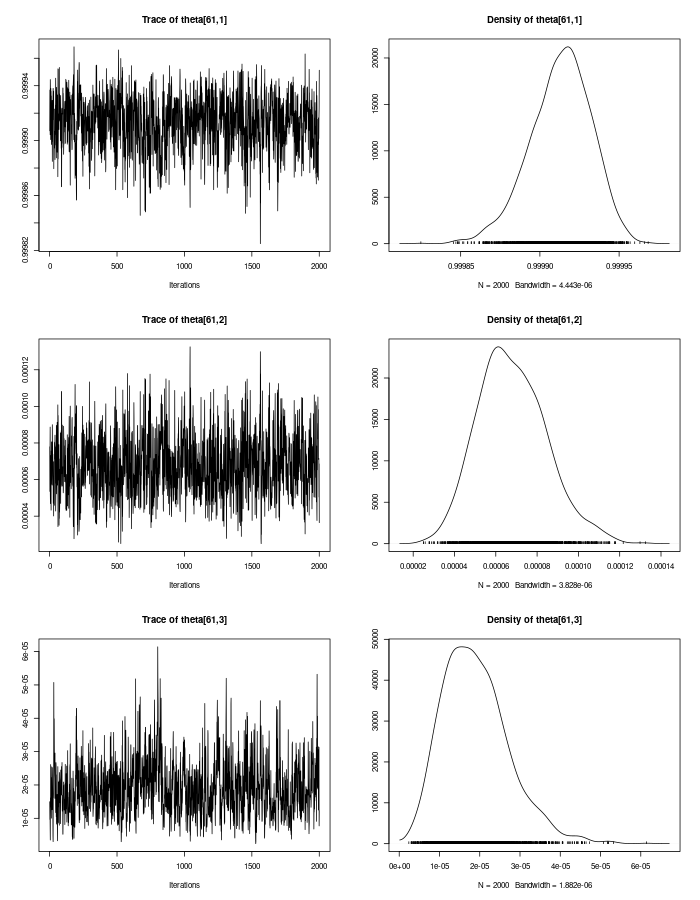 Trace of theta[61,1]
0.99982 0.99986 0.99990 0.99994
0 500 1000 1500 2000
Iterations
Density of theta[61,1]
0 5000 10000 15000 20000
0.99985 0.99990 0.99995
N = 2000 Bandwidth = 4.443e-06
Trace of theta[61,2]
0.00004 0.00006 0.00008 0.00010 0.00012
0 500 1000 1500 2000
Iterations
Density of theta[61,2]
0 5000 10000 15000 20000
0.00002 0.00004 0.00006 0.00008 0.00010 0.00012 0.00014
N = 2000 Bandwidth = 3.828e-06
Trace of theta[61,3]
1e-05 2e-05 3e-05 4e-05 5e-05 6e-05
0 500 1000 1500 2000
Iterations
Density of theta[61,3]
0 10000 20000 30000 40000 50000
0e+00 1e-05 2e-05 3e-05 4e-05 5e-05 6e-05
N = 2000 Bandwidth = 1.882e-06